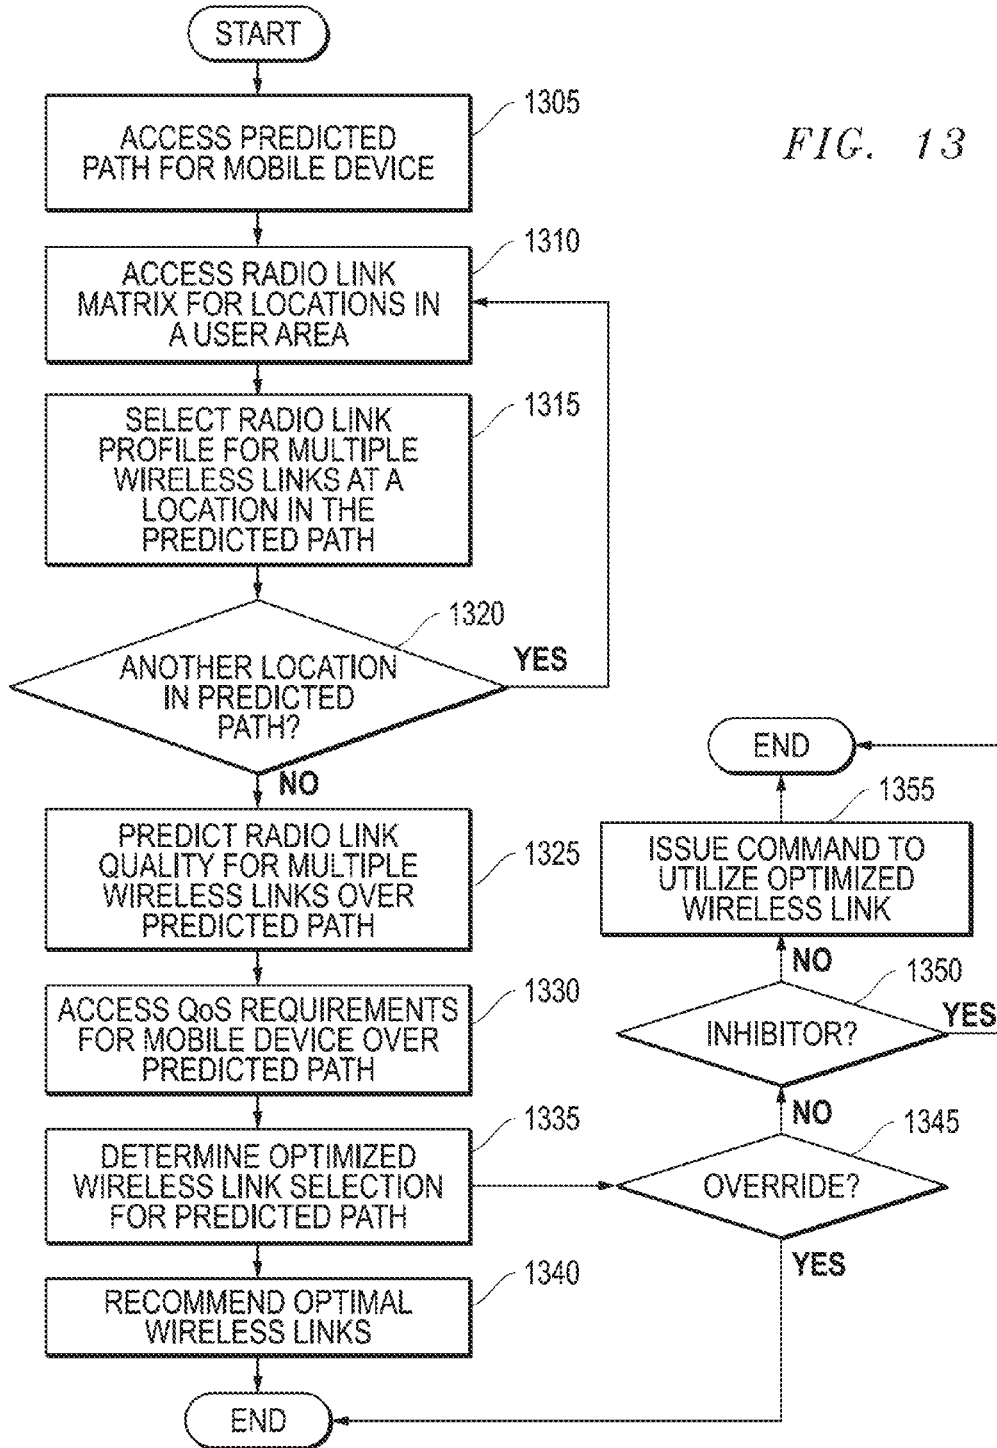 START
1305
ACCESS PREDICTED
PATH FOR MOBILE DEVICE
FIG. 13
1310
ACCESS RADIO LINK
MATRIX FOR LOCATIONS IN
A USER AREA
1315
SELECT RADIO LINK
PROFILE FOR MULTIPLE
WIRELESS LINKS AT A
LOCATION IN THE
PREDICTED PATH
1320
ANOTHER LOCATION
IN PREDICTED
PATH?
YES
NO
PREDICT RADIO LINK
QUALITY FOR MULTIPLE
WIRELESS LINKS OVER
PREDICTED PATH
1325
ACCESS QoS REQUIREMENTS
FOR MOBILE DEVICE OVER
PREDICTED PATH
1330
DETERMINE OPTIMIZED
WIRELESS LINK SELECTION
FOR PREDICTED PATH
1335
RECOMMEND OPTIMAL
WIRELESS LINKS
1340
END
END
1355
ISSUE COMMAND TO
UTILIZE OPTIMIZED
WIRELESS LINK
NO
1350
INHIBITOR?
YES
NO
1345
OVERRIDE?
YES